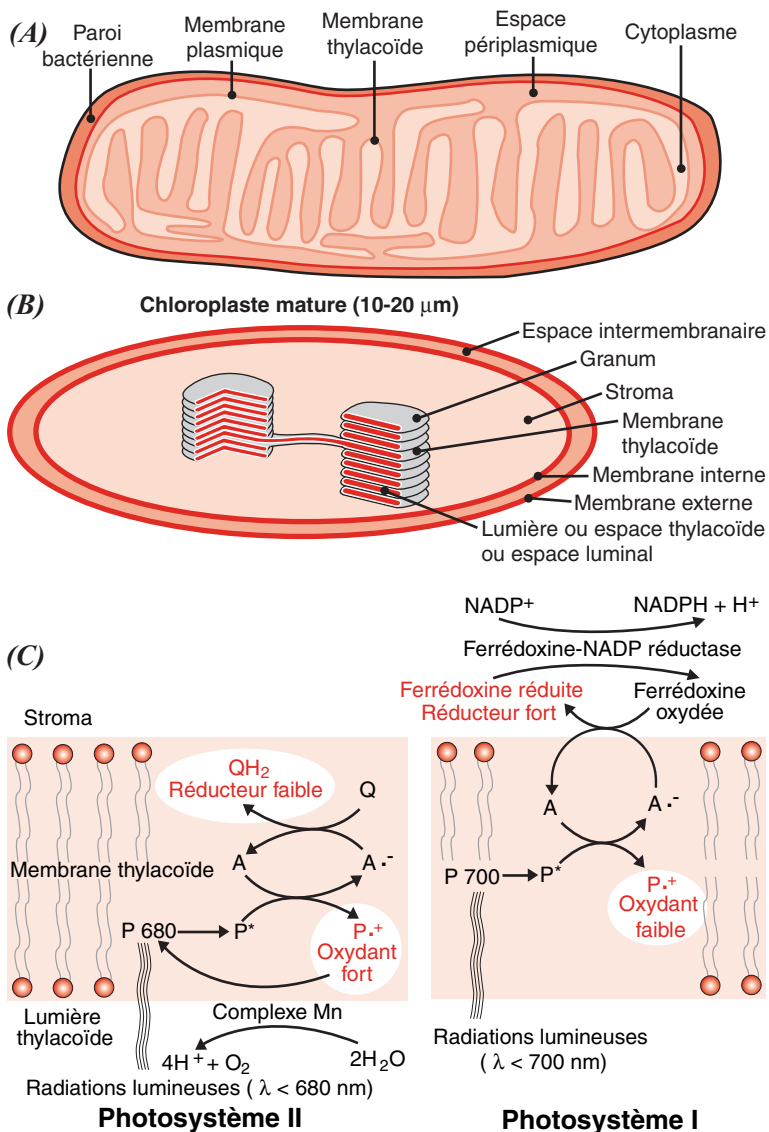 (A)
Paroi
bactérienne
Membrane
plasmique
Membrane
thylacoïde
Espace
périplasmique
Cytoplasme
(B)
Chloroplaste mature (10-20 μm)
Espace intermembranaire
Granum
Stroma
Membrane
thylacoïde
Membrane interne
Membrane externe
Lumière ou espace thylacoïde
ou espace luminal
(C)
Stroma
QH₂
Réducteur faible
Q
Membrane thylacoïde
A
A·⁻
P 680
P*
P·⁺
Oxydant
fort
Lumière
thylacoïde
Complexe Mn
4H⁺ + O₂
2H₂O
Radiations lumineuses ( λ < 680 nm)
Photosystème II
NADP⁺
NADPH + H⁺
Ferrédoxine-NADP réductase
Ferrédoxine réduite
Réducteur fort
Ferrédoxine
oxydée
A
A·⁻
P 700
P*
P·⁺
Oxydant
faible
Radiations lumineuses
( λ < 700 nm)
Photosystème I